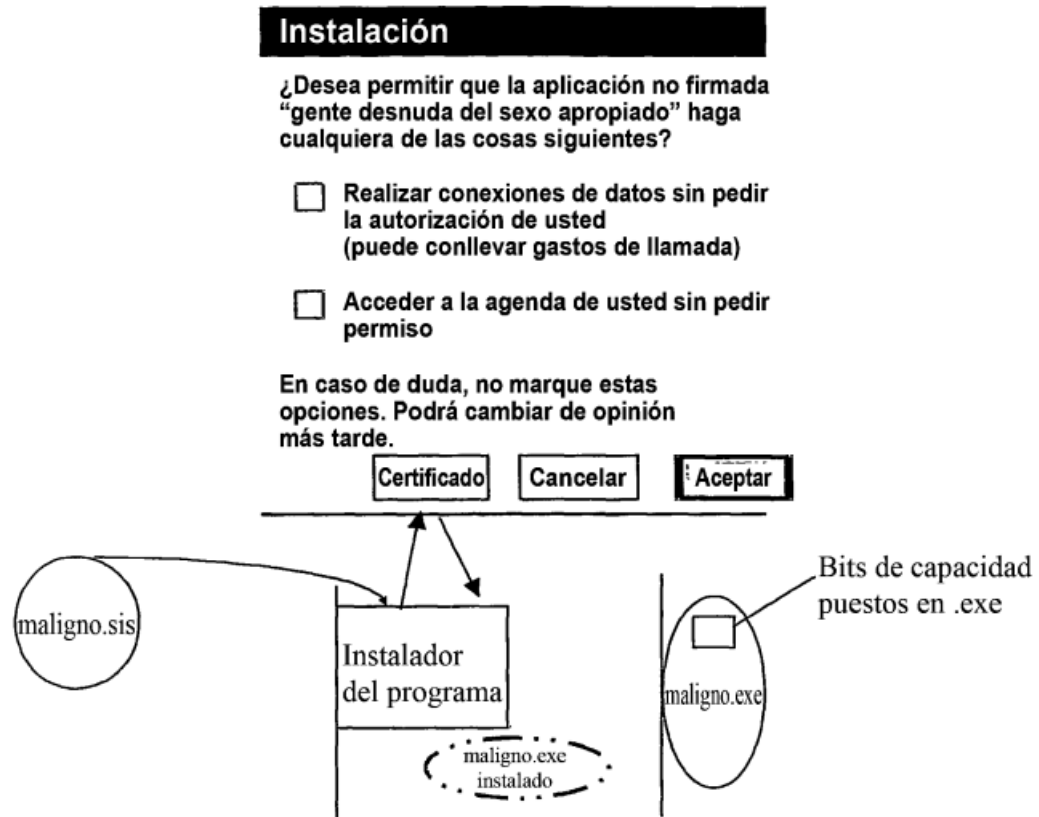 Instalación
¿Desea permitir que la aplicación no firmada
“gente desnuda del sexo apropiado” haga
cualquiera de las cosas siguientes?
Realizar conexiones de datos sin pedir
la autorización de usted
(puede conllevar gastos de llamada)
Acceder a la agenda de usted sin pedir
permiso
En caso de duda, no marque estas
opciones. Podrá cambiar de opinión
más tarde.
Certificado Cancelar Aceptar
maligno.sis
Instalador
del programa
maligno.exe
instalado
maligno.exe
Bits de capacidad
puestos en .exe